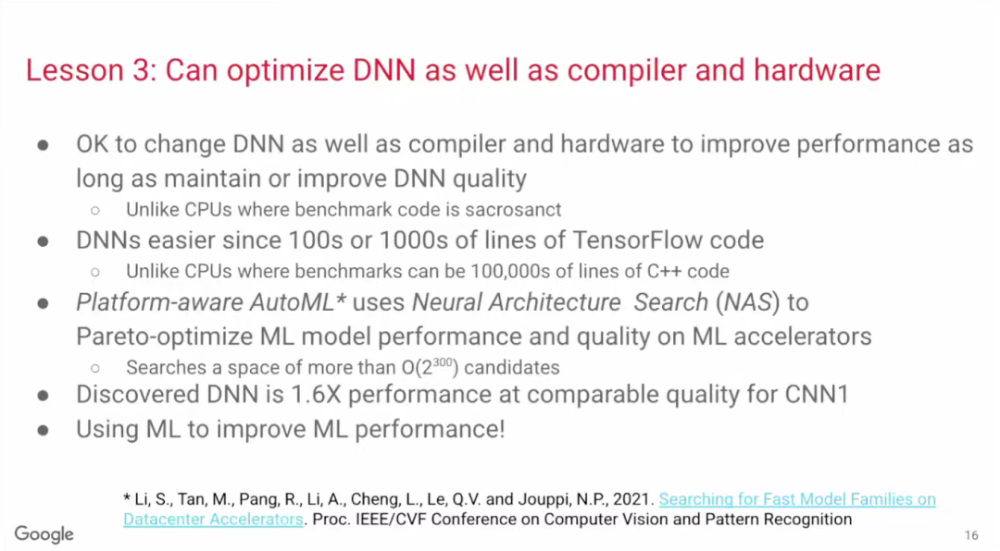 Lesson 3: Can optimize DNN as well as compiler and hardware
● OK to change DNN as well as compiler and hardware to improve performance as
long as maintain or improve DNN quality
○ Unlike CPUs where benchmark code is sacrosanct
● DNNs easier since 100s or 1000s of lines of TensorFlow code
○ Unlike CPUs where benchmarks can be 100,000s of lines of C++ code
● Platform-aware AutoML* uses Neural Architecture Search (NAS) to
Pareto-optimize ML model performance and quality on ML accelerators
○ Searches a space of more than O(2³⁰⁰) candidates
● Discovered DNN is 1.6X performance at comparable quality for CNN1
● Using ML to improve ML performance!
* Li, S., Tan, M., Pang, R., Li, A., Cheng, L., Le, Q.V. and Jouppi, N.P., 2021. Searching for Fast Model Families on
Datacenter Accelerators. Proc. IEEE/CVF Conference on Computer Vision and Pattern Recognition
Google
16